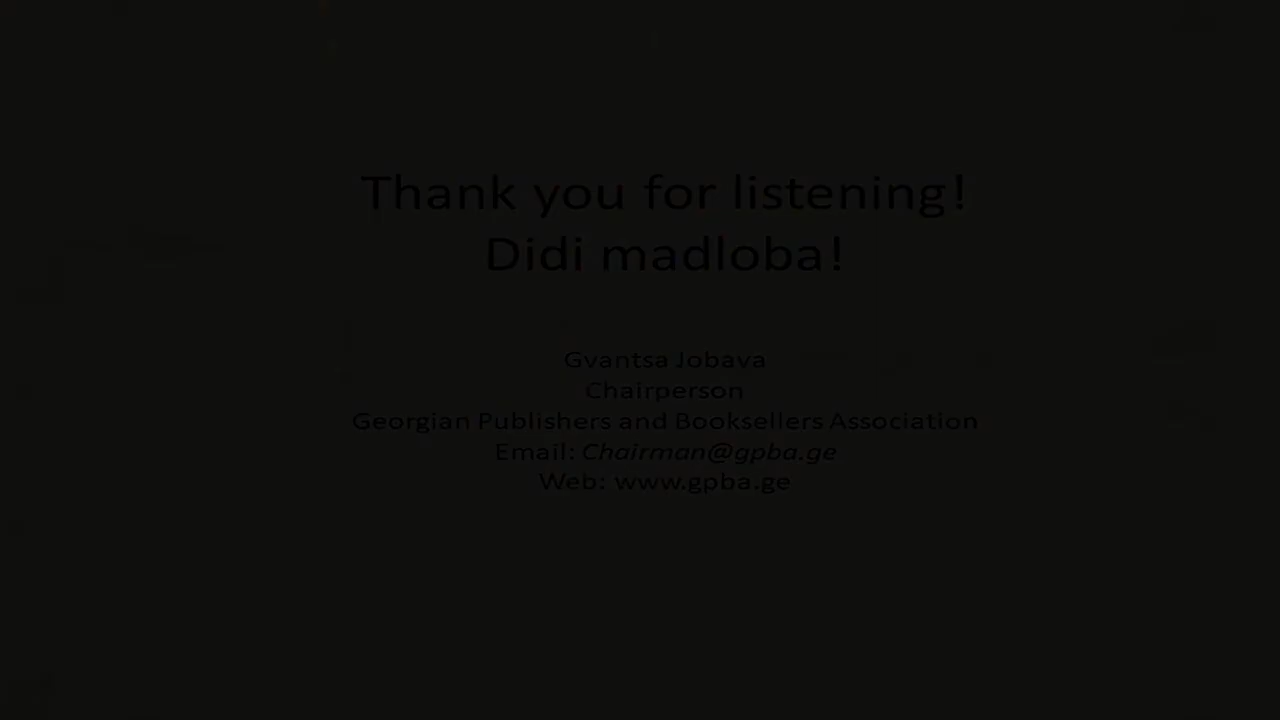 Thank you for listening!
Didi madloba!
Gvantsa Jobava
Chairperson
Georgian Publishers and Booksellers Association
Email: Chairman@gpba.ge
Web: www.gpba.ge